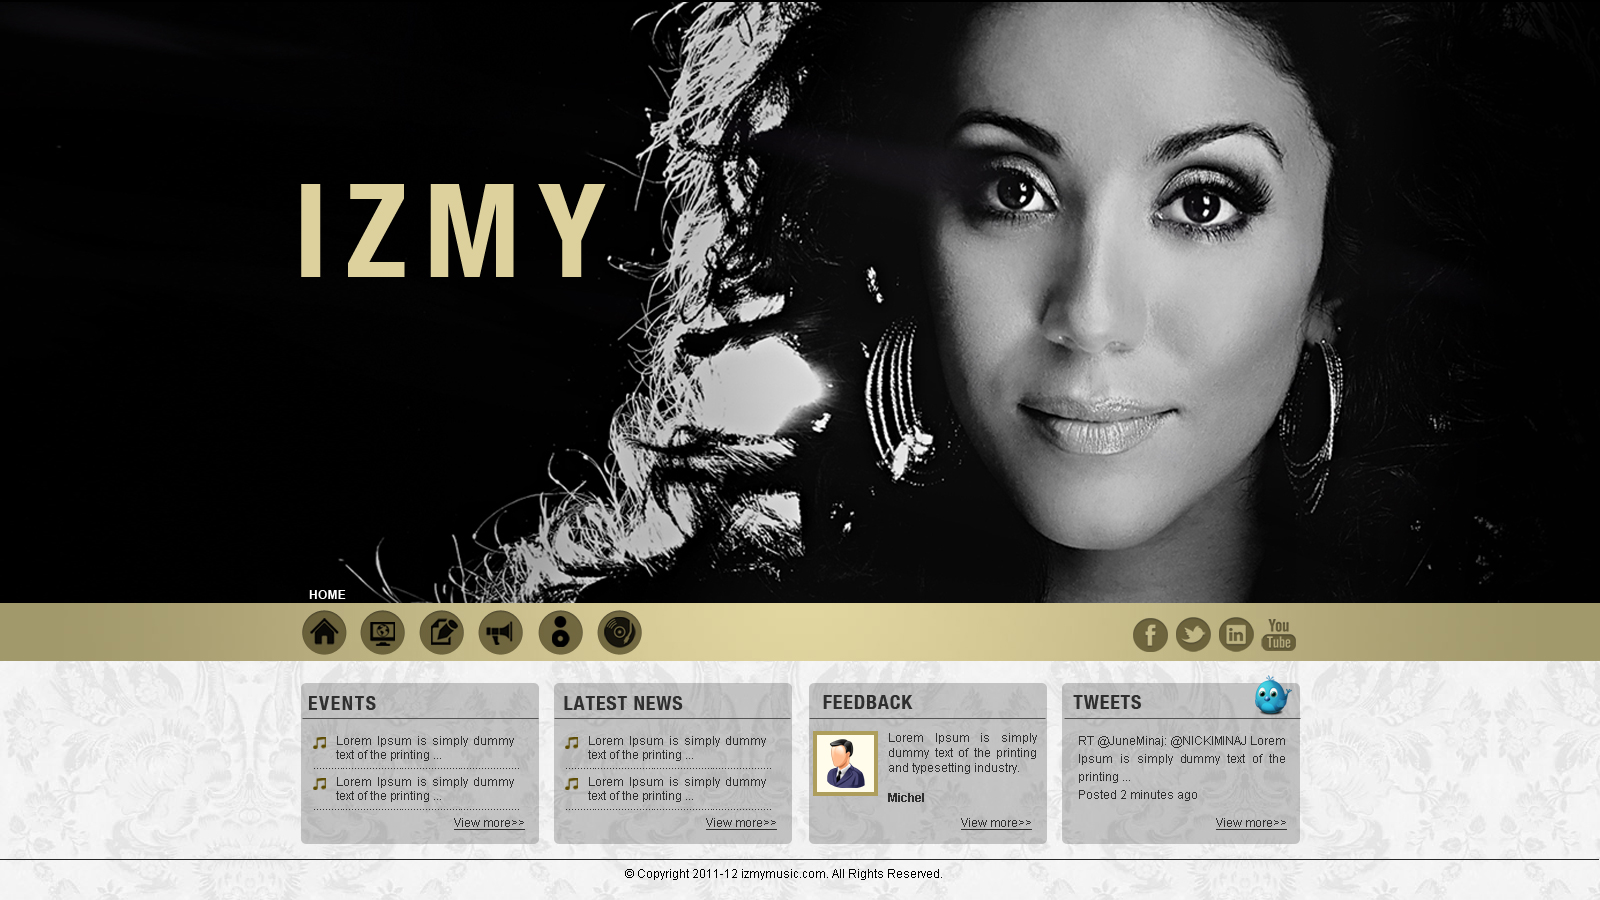 IZMY
HOME
You
Tube
EVENTS
Lorem Ipsum is simply dummy
text of the printing ...
Lorem Ipsum is simply dummy
text of the printing ...
View more>>
LATEST NEWS
Lorem Ipsum is simply dummy
text of the printing ...
Lorem Ipsum is simply dummy
text of the printing ...
View more>>
FEEDBACK
Lorem Ipsum is simply
dummy text of the printing
and typesetting industry.
Michel
View more>>
TWEETS
RT @JuneMinaj: @NICKIMINAJ Lorem
Ipsum is simply dummy text of the
printing ...
Posted 2 minutes ago
View more>>
© Copyright 2011-12 izmymusic.com. All Rights Reserved.